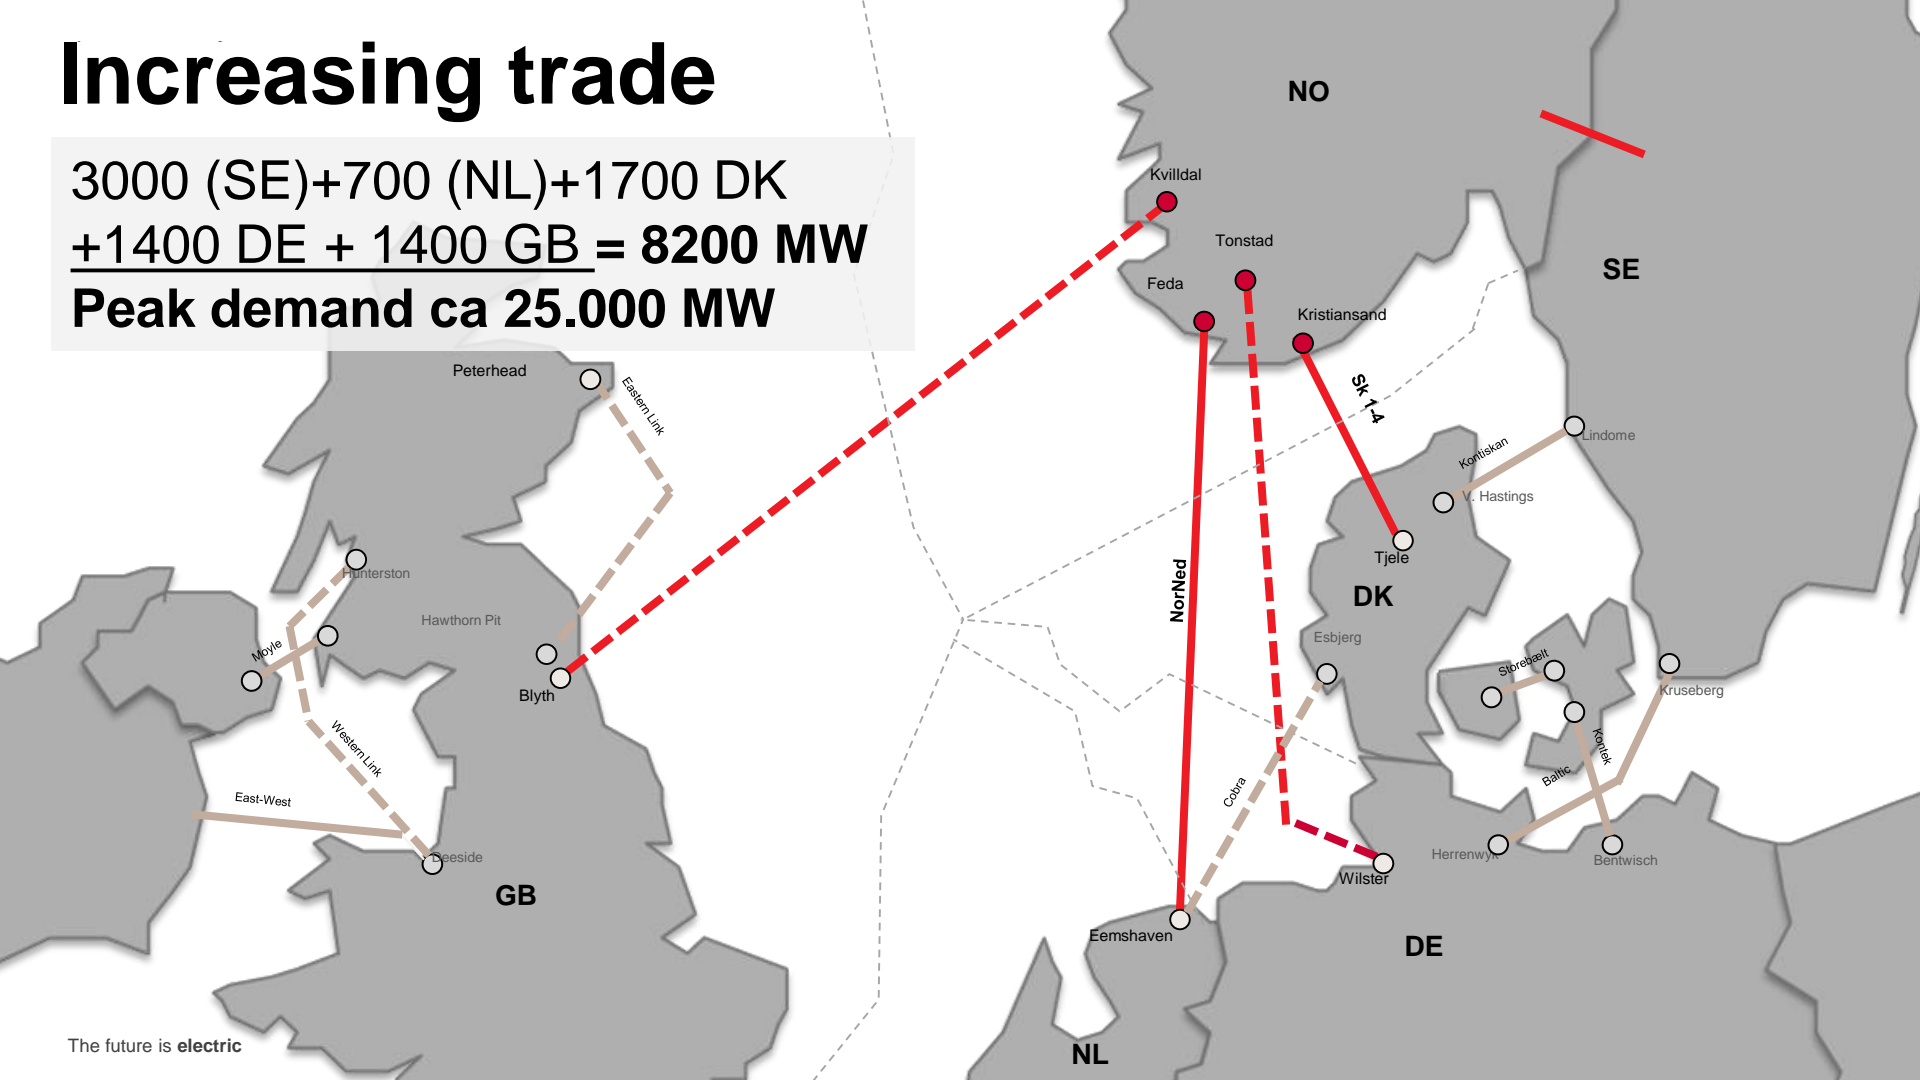 Increasing trade
3000 (SE)+700 (NL)+1700 DK
+1400 DE + 1400 GB = 8200 MW
Peak demand ca 25.000 MW
NO
Kvilldal
Tonstad
SE
Feda
Kristiansand
Peterhead
Eastern Link
Sk 1-4
Lindome
Kontiskan
V. Hastings
Tjele
Hunterston
NorNed
DK
Hawthorn Pit
Esbjerg
Moyle
Storebælt
Kruseberg
Blyth
Western Link
Kontek
Baltic
Cobra
East-West
Deeside
Herrenwyk
Bentwisch
Wilster
GB
Eemshaven
DE
The future is electric
NL